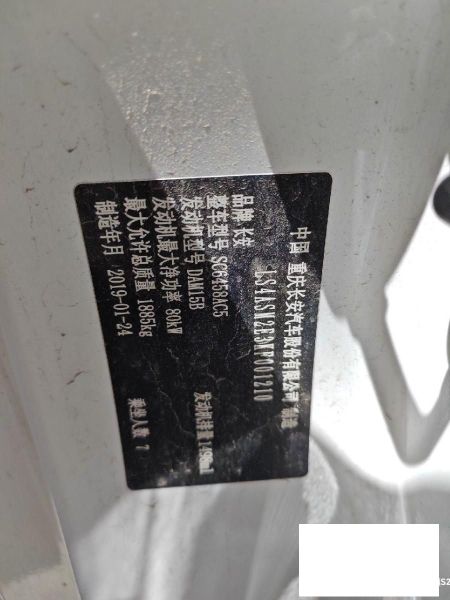 中国 重庆长安汽车股份有限公司 制造
品牌 长安
整车型号 SC6458AC5
发动机型号 DAM15B
发动机排量 1498mL
发动机最大净功率 80kW
最大允许总质量 1885kg
乘坐人数 7
制造年月 2019-01-24